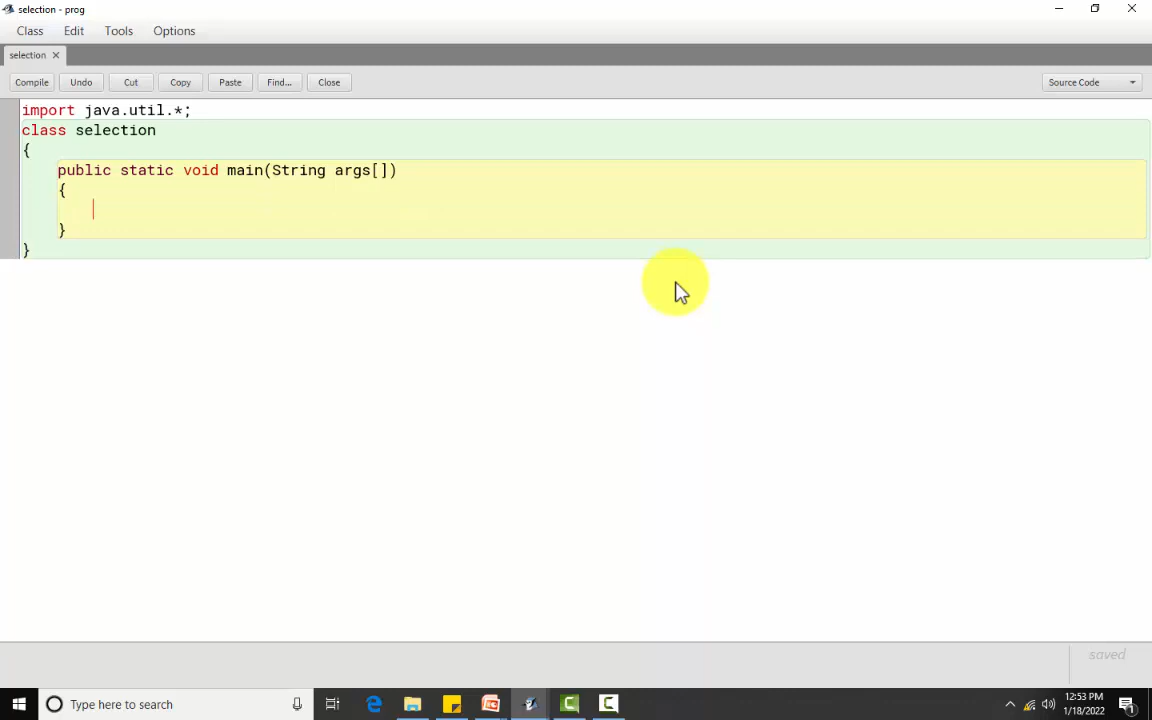 selection - prog
Class Edit Tools Options
selection ×
Compile Undo Cut Copy Paste Find... Close Source Code
import java.util.*;
class selection
{
public static void main(String args[])
{
}
}
saved
Type here to search
12:53 PM
1/18/2022
1